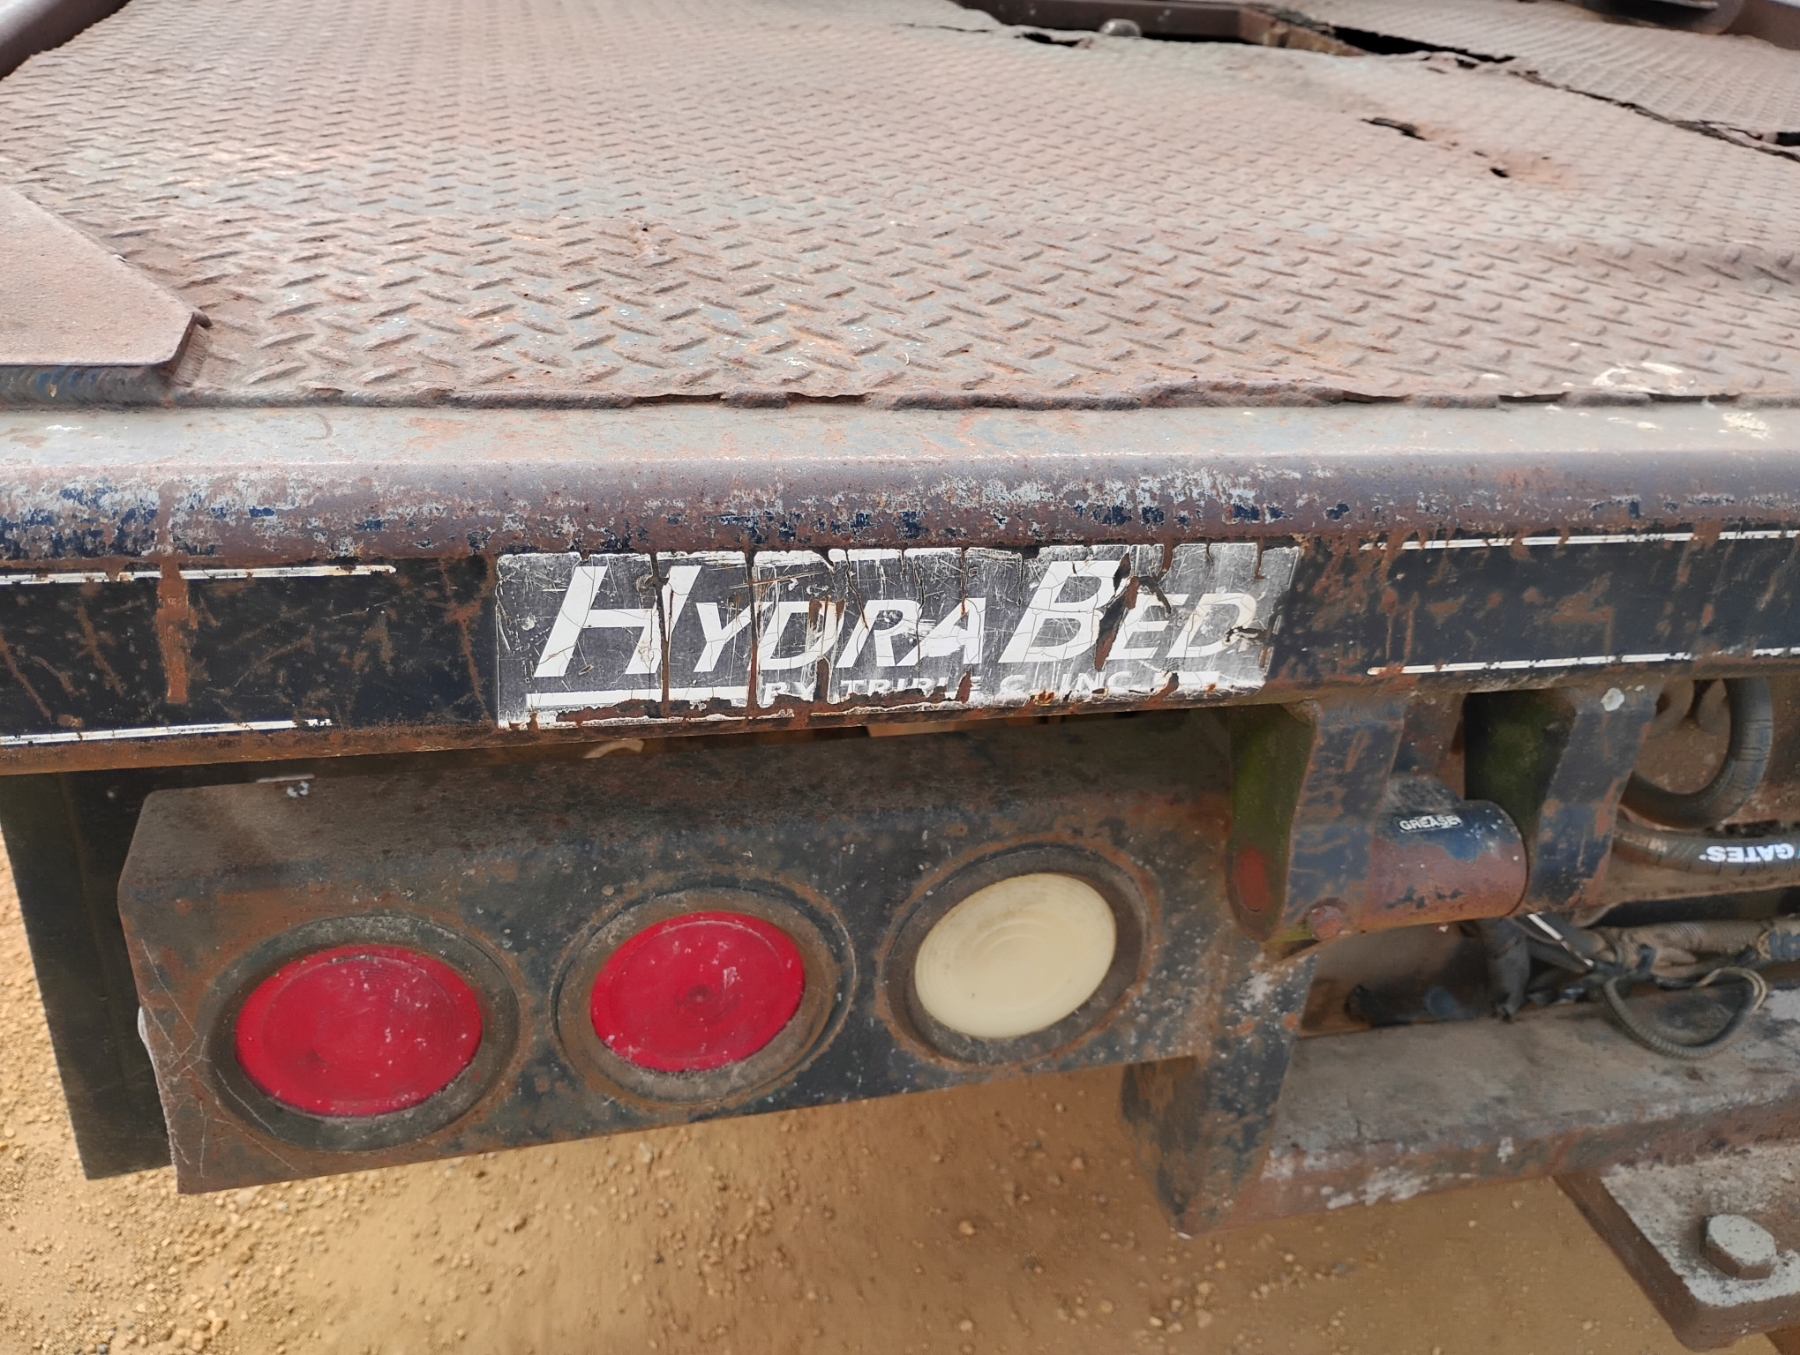 HYDRABED
BY TRIPLE C, INC.
GREASE
GATES